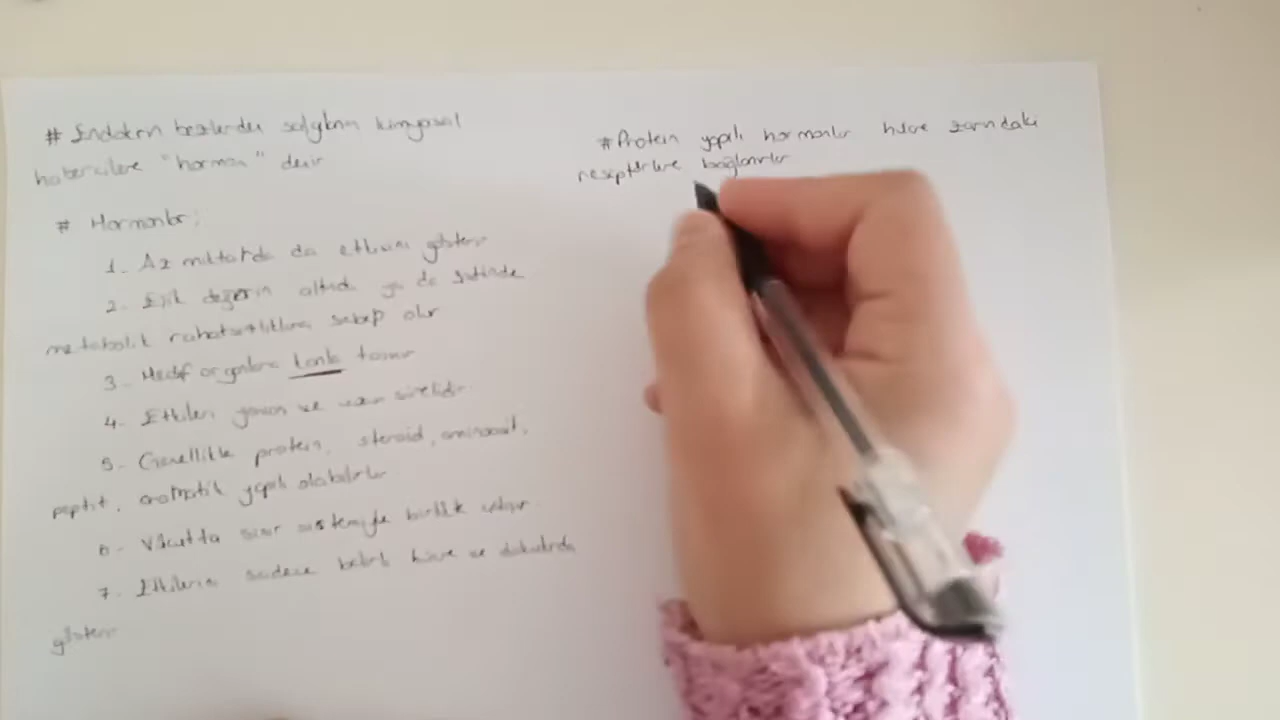 # Endokrin bezlerden salgılanan kimyasal
habercilere "hormon" denir
# Hormonlar;
1. Az miktarda da etkisini gösterir
2. Eşik değerin altında ya da üstünde
metabolik rahatsızlıklara sebep olur
3. Hedef organlara kanla taşınır
4. Etkileri yavaş ve uzun sürelidir
5. Genellikle protein, steroid, aminoasit,
peptit, aromatik yapılı olabilirler
6. Vücutta sinir sistemiyle birlikte çalışır
7. Etkilerini sadece belirli hücre ve dokularda
gösterir
# Protein yapılı hormonlar hücre zarındaki
reseptörlere bağlanırlar